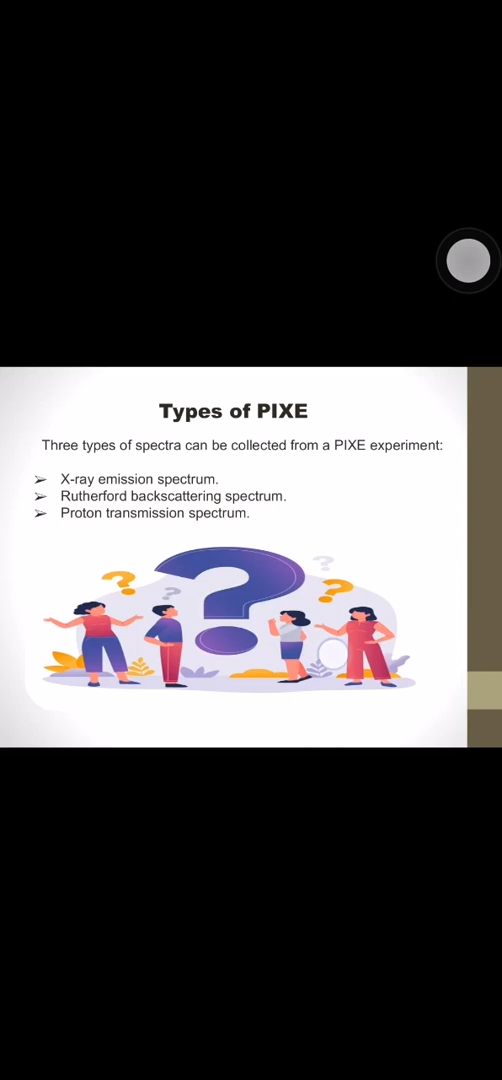 Types of PIXE
Three types of spectra can be collected from a PIXE experiment:
➢ X-ray emission spectrum.
➢ Rutherford backscattering spectrum.
➢ Proton transmission spectrum.